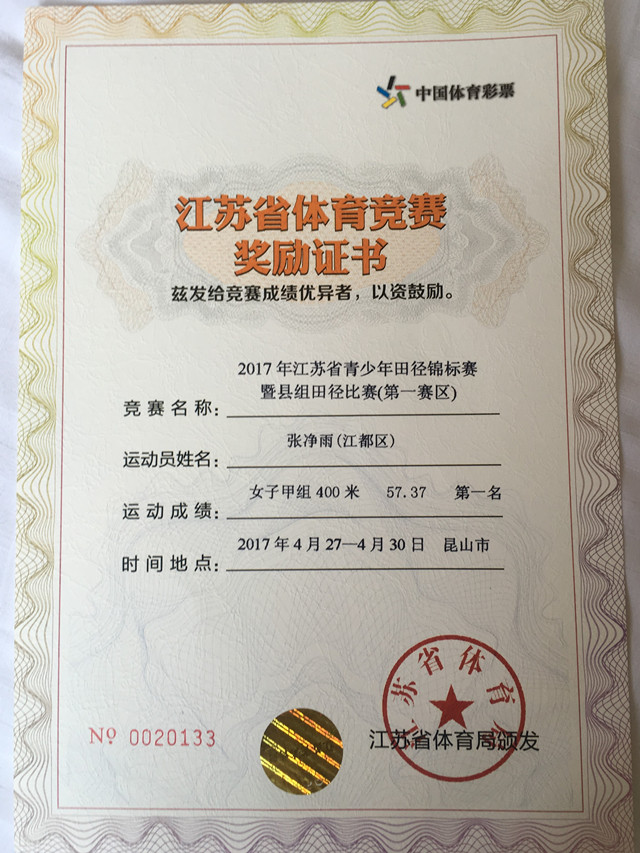 中国体育彩票
江苏省体育竞赛
奖励证书
兹发给竞赛成绩优异者，以资鼓励。
2017年江苏省青少年田径锦标赛
竞赛名称：暨县组田径比赛(第一赛区)
运动员姓名：张净雨(江都区)
运动成绩：女子甲组400米 57.37 第一名
时间地点：2017年4月27—4月30日 昆山市
苏省体育
Nº 0020133
江苏省体育局颁发